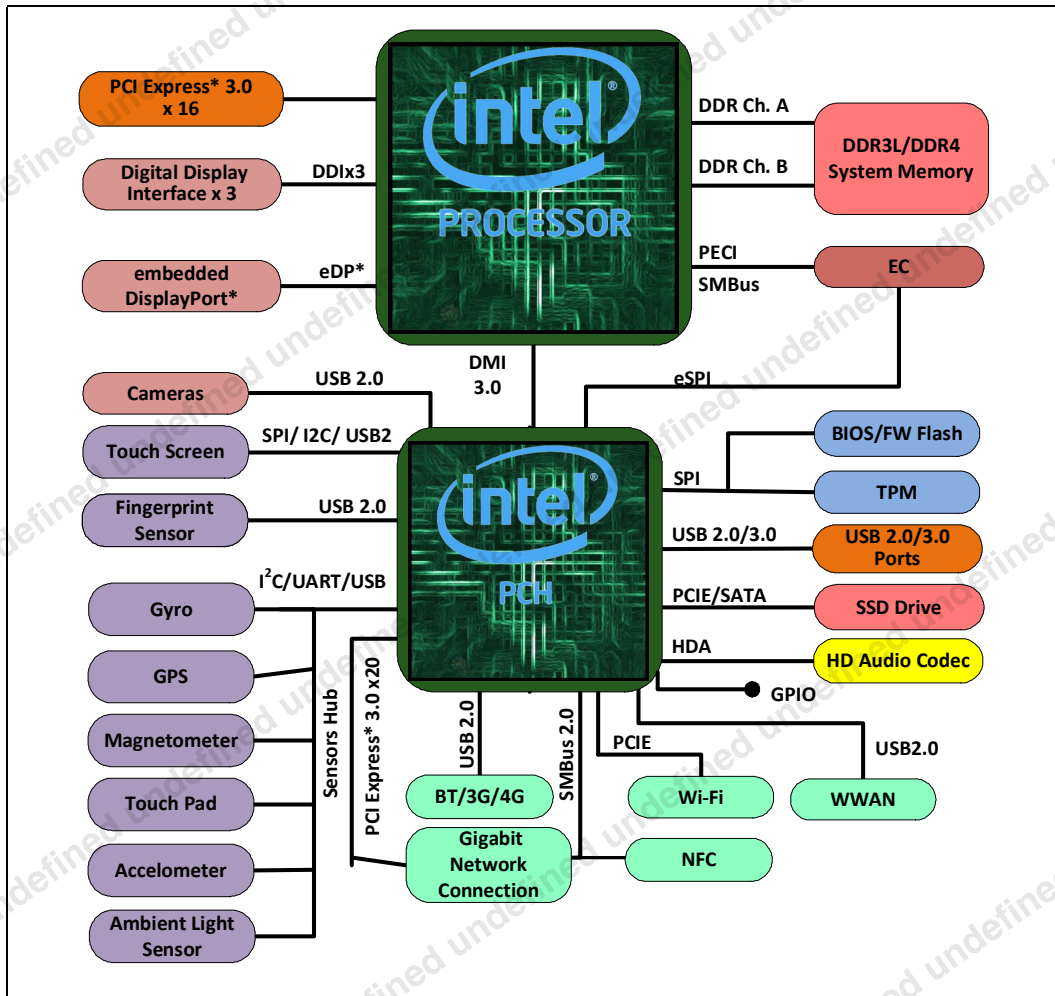 PCI Express* 3.0
x 16
Digital Display
Interface x 3
DDIx3
embedded
DisplayPort*
eDP*
intel®
PROCESSOR
DDR Ch. A
DDR Ch. B
DDR3L/DDR4
System Memory
PECI
SMBus
EC
DMI
3.0
eSPI
Cameras
USB 2.0
Touch Screen
SPI/ I2C/ USB2
Fingerprint
Sensor
USB 2.0
intel®
PCH
SPI
BIOS/FW Flash
TPM
USB 2.0/3.0
USB 2.0/3.0
Ports
PCIE/SATA
SSD Drive
HDA
HD Audio Codec
GPIO
I²C/UART/USB
Gyro
GPS
Magnetometer
Touch Pad
Accelometer
Ambient Light
Sensor
Sensors Hub
PCI Express* 3.0 x20
USB 2.0
SMBus 2.0
PCIE
USB2.0
BT/3G/4G
Wi-Fi
WWAN
Gigabit
Network
Connection
NFC
undefined undefined undefined undefined